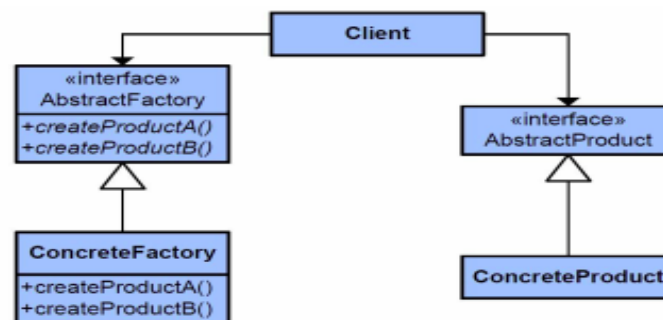 Client
«interface»
AbstractFactory
+createProductA()
+createProductB()
«interface»
AbstractProduct
ConcreteFactory
+createProductA()
+createProductB()
ConcreteProduct